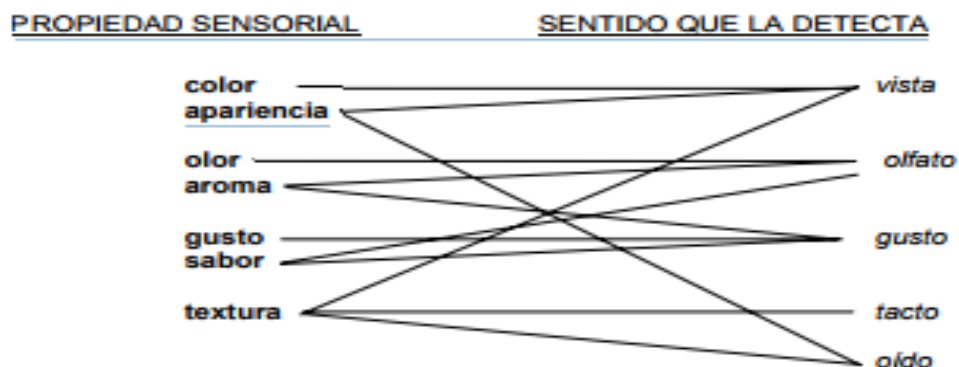 PROPIEDAD SENSORIAL SENTIDO QUE LA DETECTA
color vista
apariencia
olor olfato
aroma
gusto gusto
sabor
textura tacto
oído